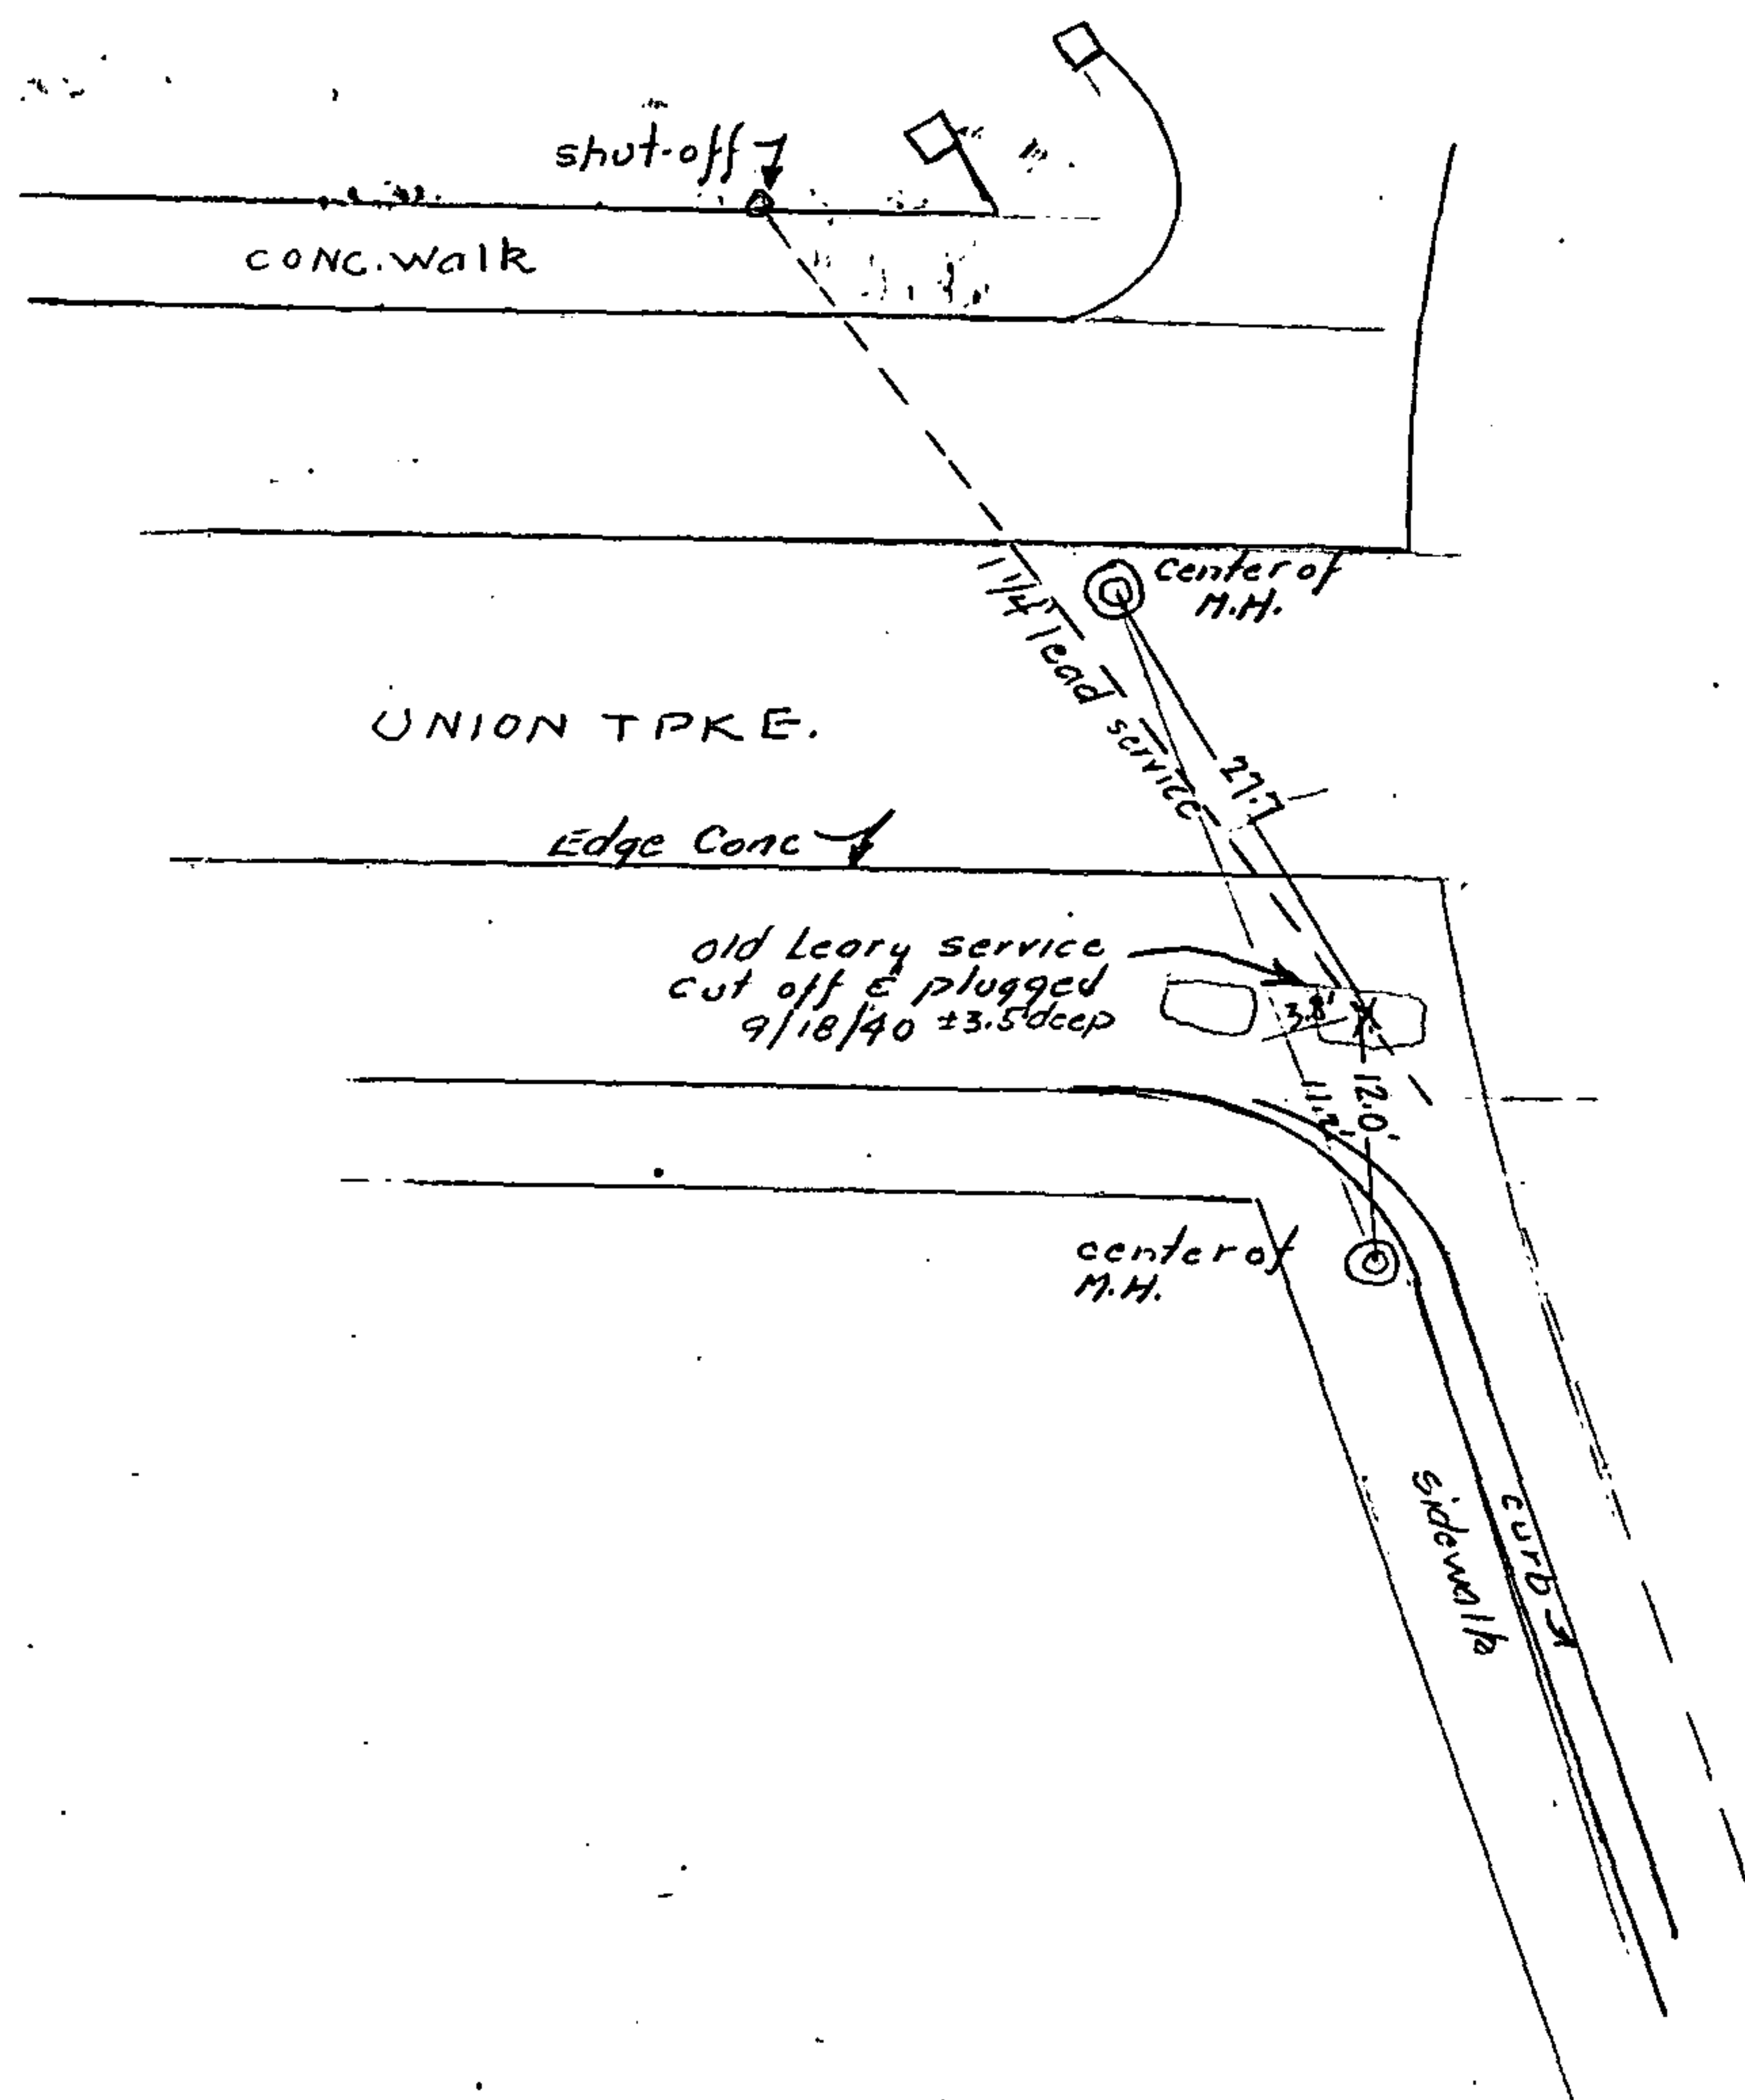 shut-off
CONC. Walk
Center of
M.H.
1 1/4" lead service
UNION TPKE.
27.7
Edge Conc
old Leary service
cut off & plugged
9/18/40 ±3.5 deep
3.8'
11.2'
12.0'
center of
M.H.
sidewalk
curb